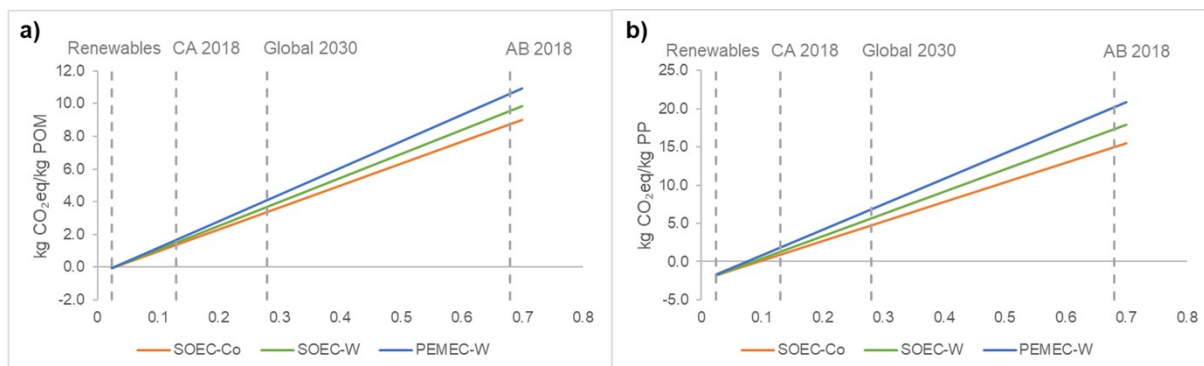 a)
Renewables CA 2018 Global 2030 AB 2018
12.0
10.0
8.0
6.0
4.0
2.0
0.0
-2.0
kg CO₂eq/kg POM
0 0.1 0.2 0.3 0.4 0.5 0.6 0.7 0.8
SOEC-Co SOEC-W PEMEC-W
b)
Renewables CA 2018 Global 2030 AB 2018
25.0
20.0
15.0
10.0
5.0
0.0
-5.0
kg CO₂eq/kg PP
0 0.1 0.2 0.3 0.4 0.5 0.6 0.7 0.8
SOEC-Co SOEC-W PEMEC-W